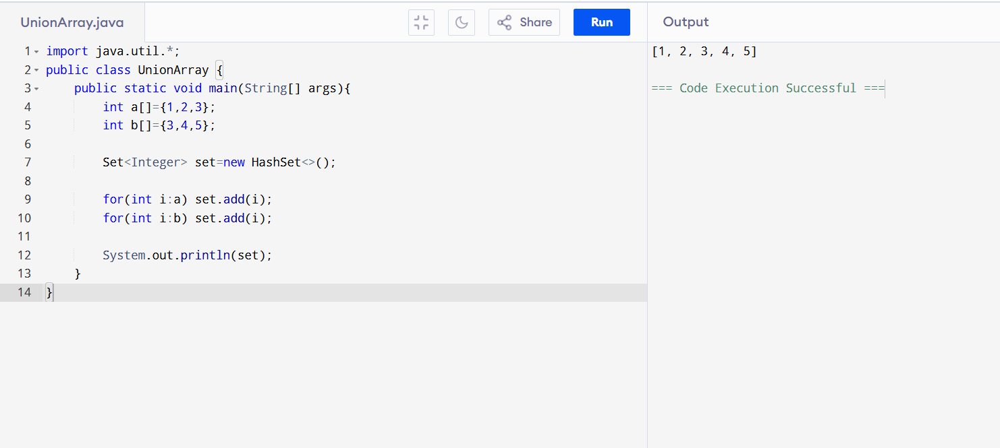 UnionArray.java
Share
Run
Output
1 import java.util.*;
2 public class UnionArray {
3     public static void main(String[] args){
4         int a[]={1,2,3};
5         int b[]={3,4,5};
6
7         Set<Integer> set=new HashSet<>();
8
9         for(int i:a) set.add(i);
10         for(int i:b) set.add(i);
11
12         System.out.println(set);
13     }
14 }
[1, 2, 3, 4, 5]
=== Code Execution Successful ===